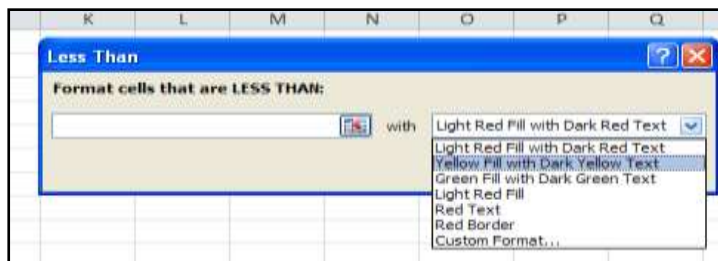 K L M N O P Q
Less Than
Format cells that are LESS THAN:
with Light Red Fill with Dark Red Text
Light Red Fill with Dark Red Text
Yellow Fill with Dark Yellow Text
Green Fill with Dark Green Text
Light Red Fill
Red Text
Red Border
Custom Format...